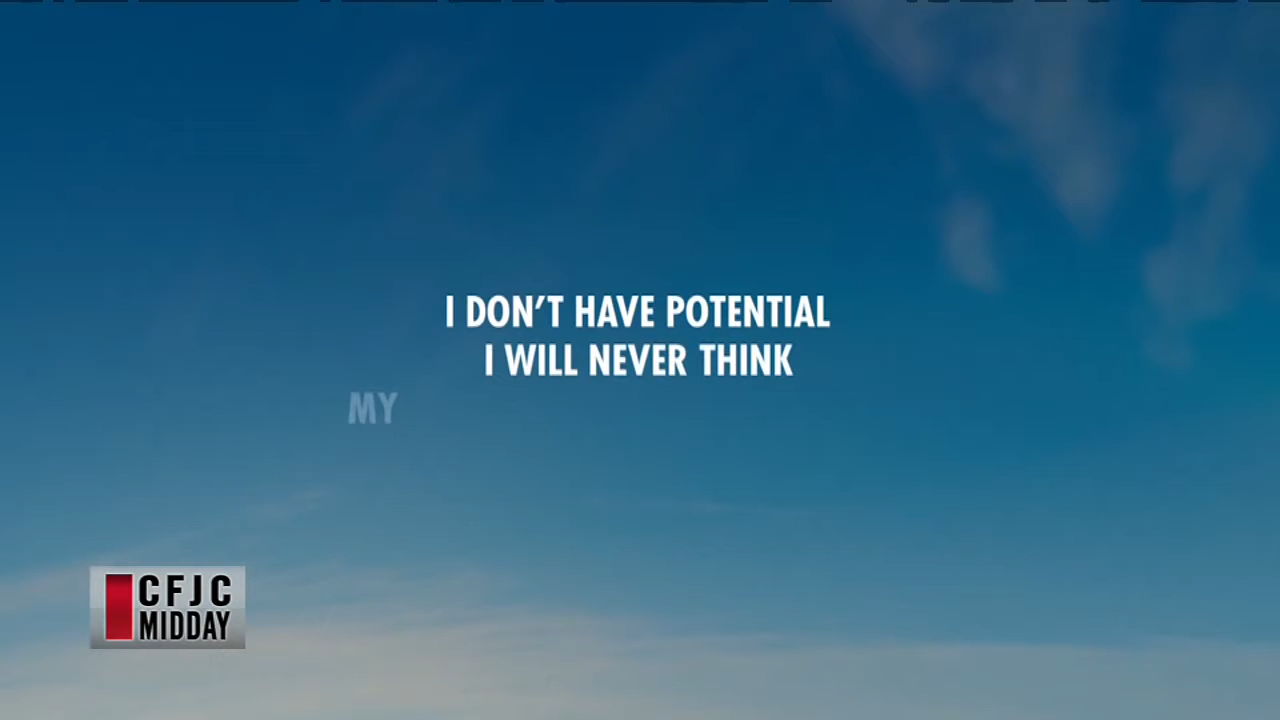 I DON'T HAVE POTENTIAL
I WILL NEVER THINK
MY
CFJC
MIDDAY